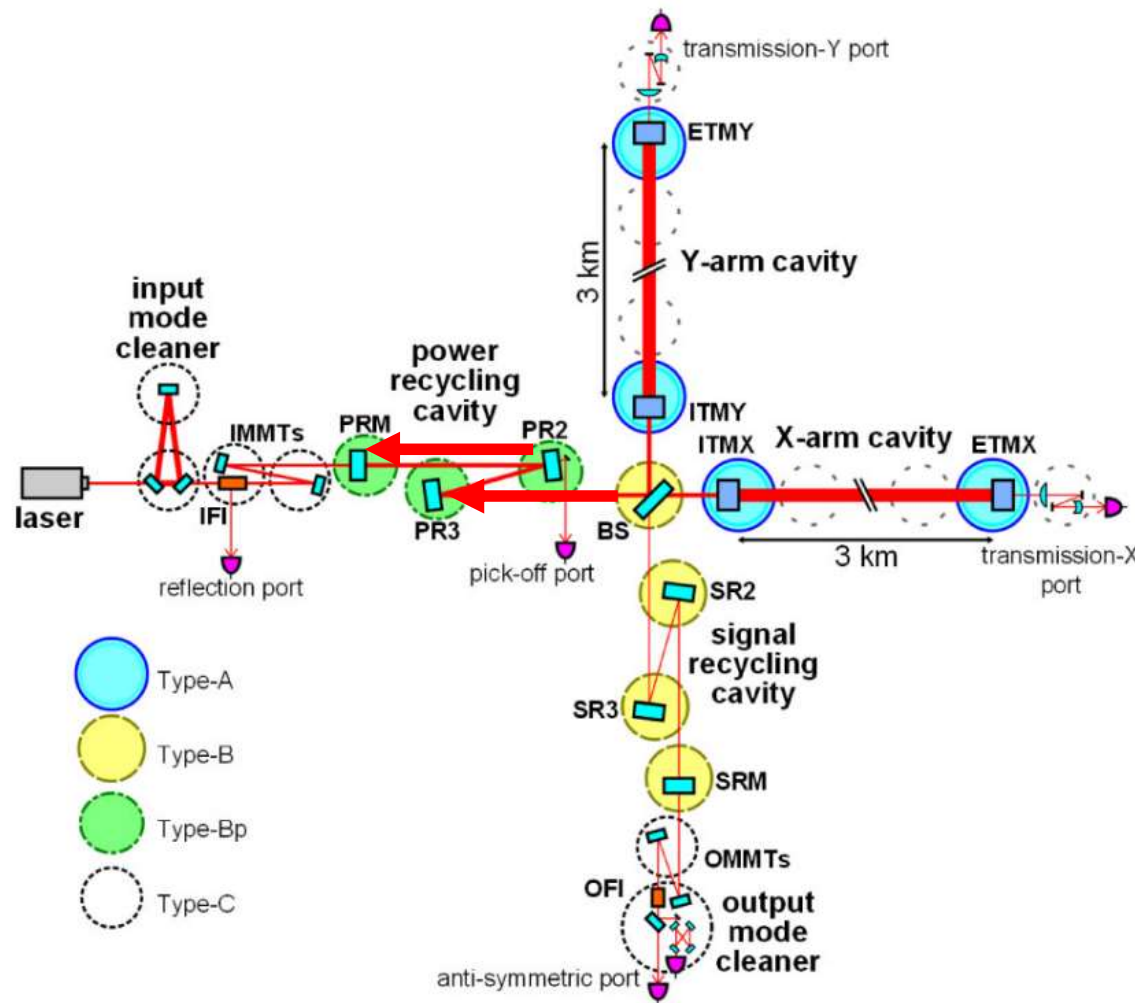 transmission-Y port
ETMY
3 km
Y-arm cavity
input
mode
cleaner
power
recycling
cavity
ITMY
ITMX
X-arm cavity
ETMX
IMMTs
PRM
PR2
laser
IFI
PR3
BS
3 km
transmission-X
port
reflection port
pick-off port
SR2
signal
recycling
cavity
Type-A
SR3
Type-B
SRM
Type-Bp
OMMTs
OFI
output
mode
cleaner
Type-C
anti-symmetric port